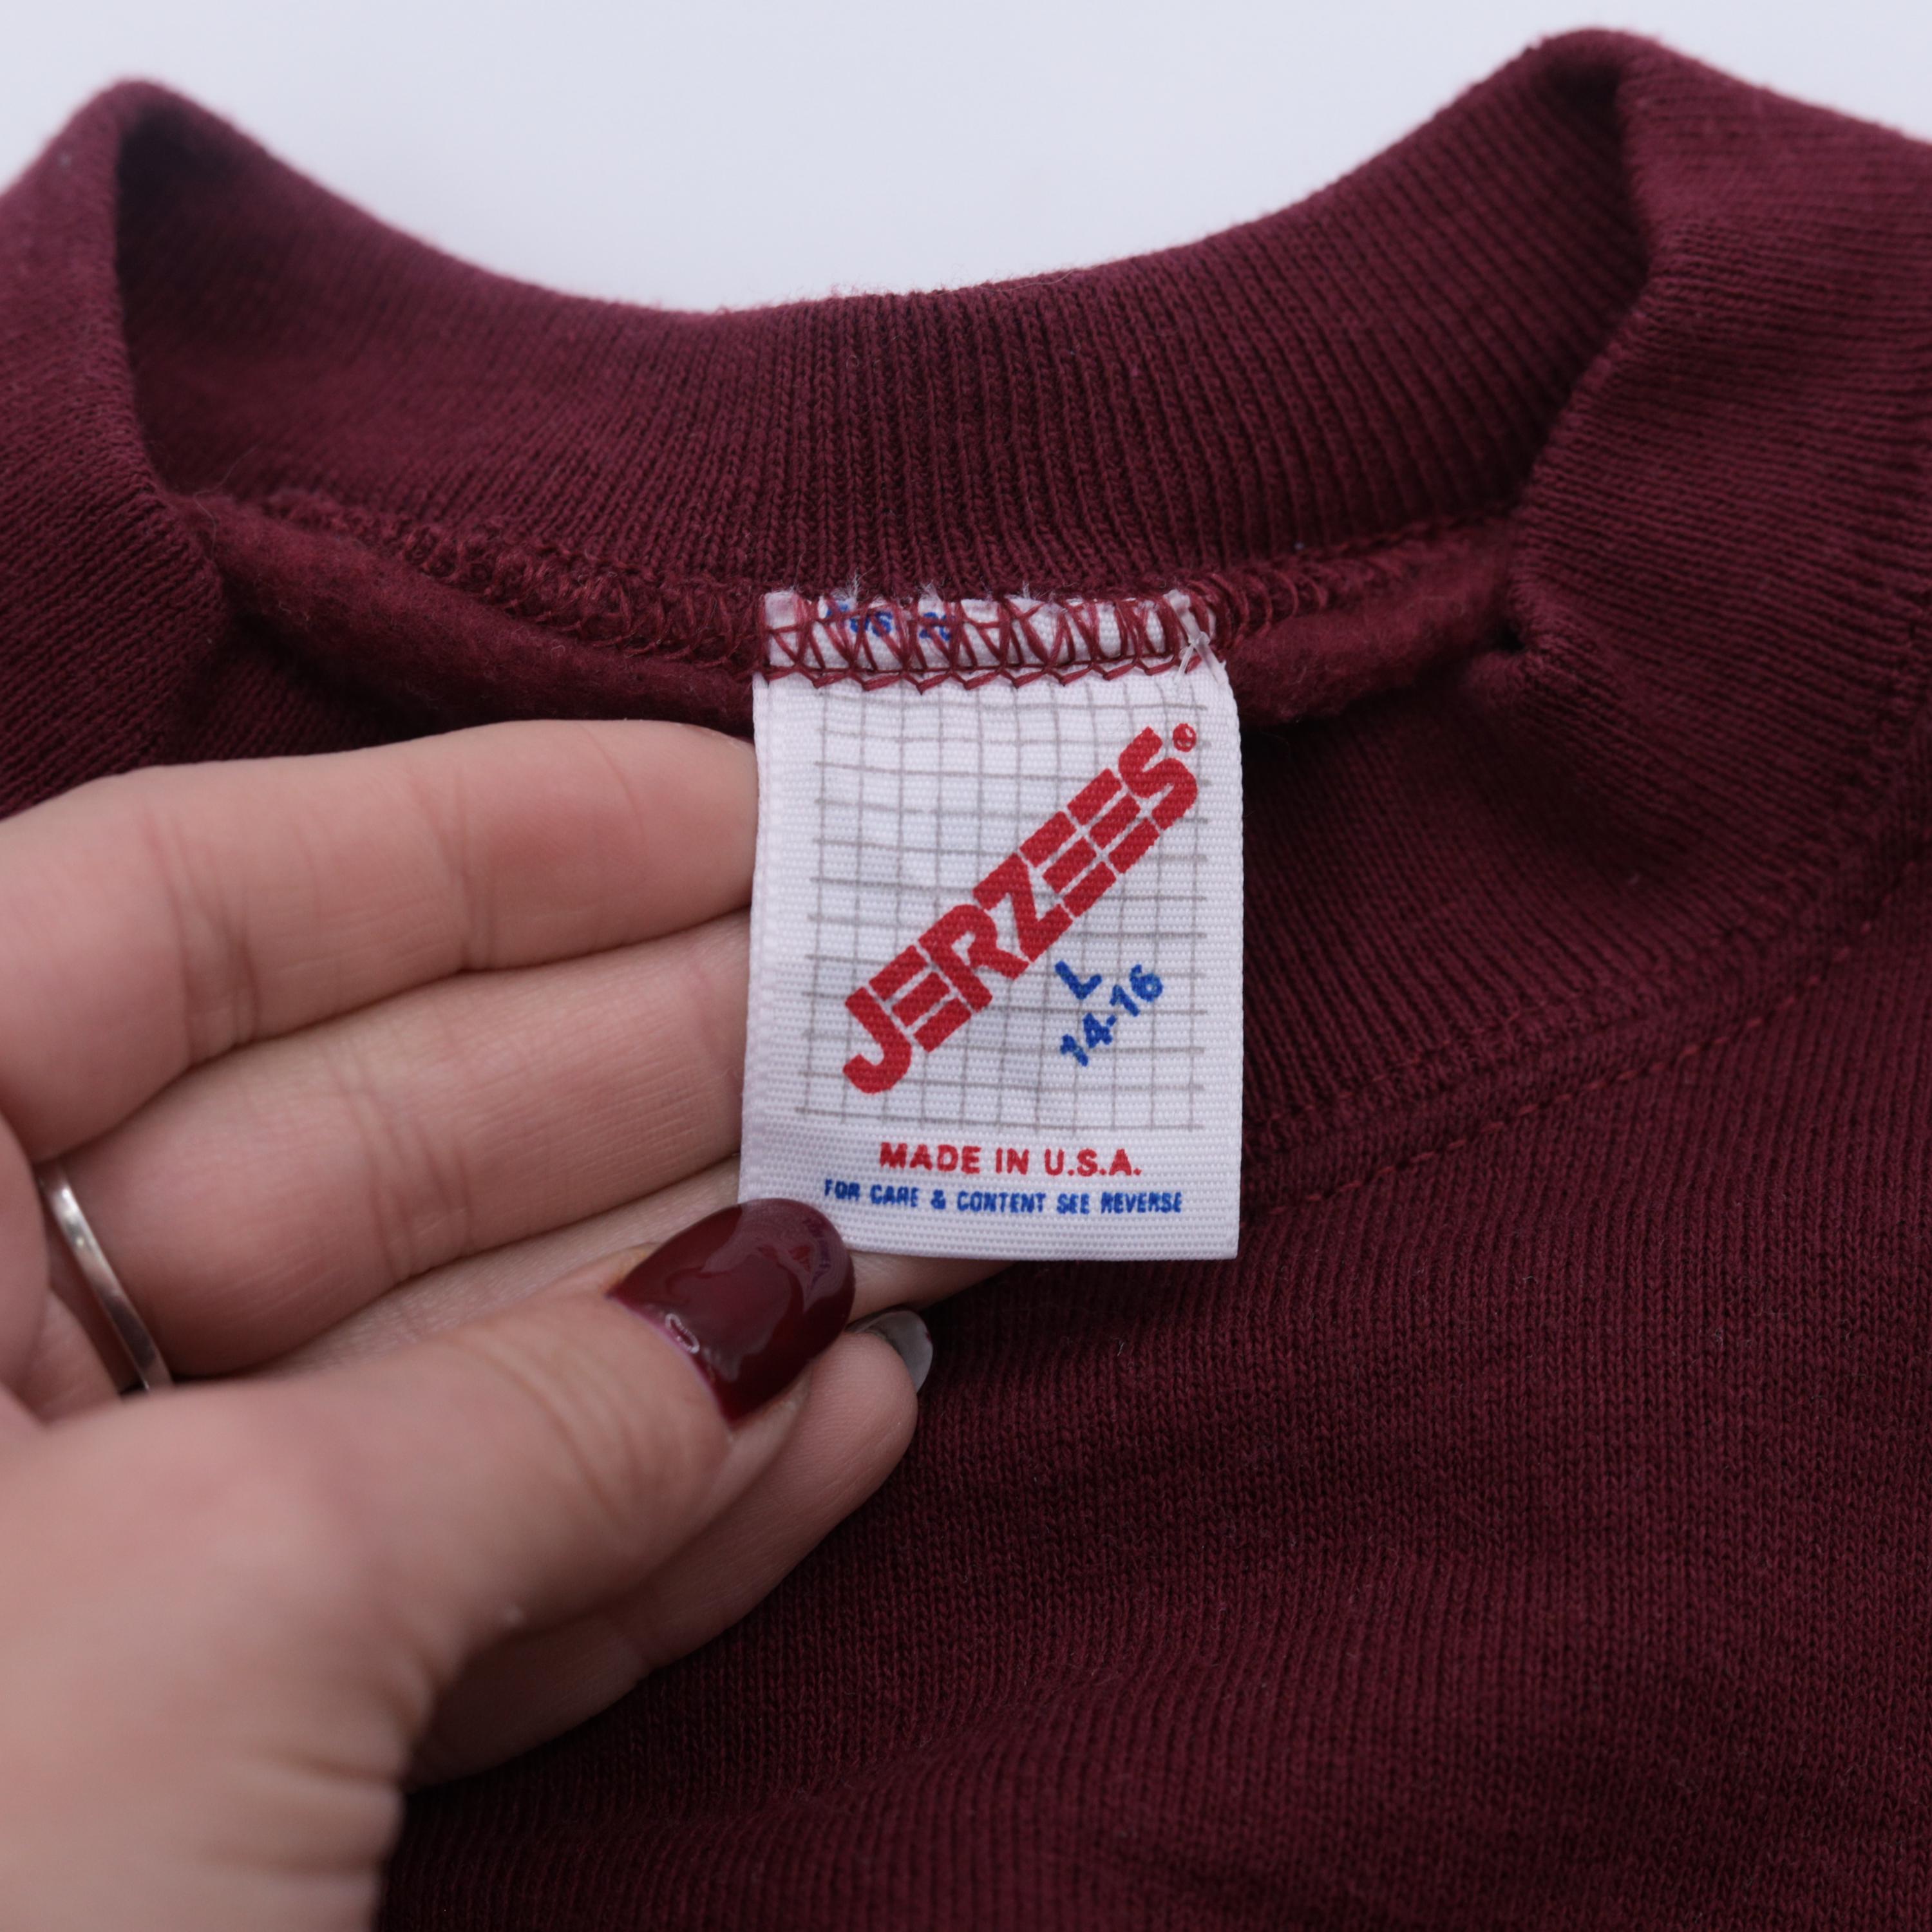 JERZEES®
L
14-16
MADE IN U.S.A.
FOR CARE & CONTENT SEE REVERSE